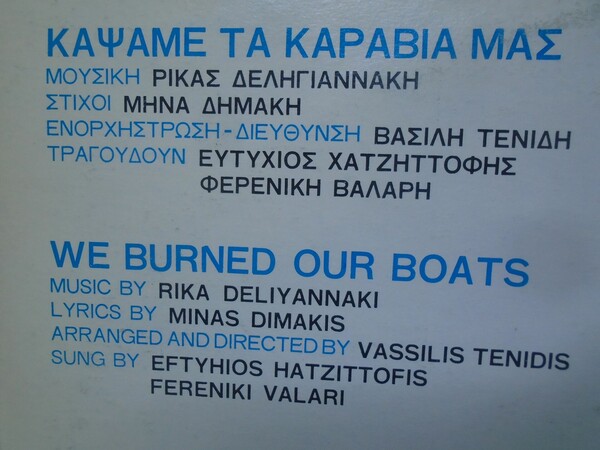 ΚΑΨΑΜΕ ΤΑ ΚΑΡΑΒΙΑ ΜΑΣ
ΜΟΥΣΙΚΗ ΡΙΚΑΣ ΔΕΛΗΓΙΑΝΝΑΚΗ
ΣΤΙΧΟΙ ΜΗΝΑ ΔΗΜΑΚΗ
ΕΝΟΡΧΗΣΤΡΩΣΗ-ΔΙΕΥΘΥΝΣΗ ΒΑΣΙΛΗ ΤΕΝΙΔΗ
ΤΡΑΓΟΥΔΟΥΝ ΕΥΤΥΧΙΟΣ ΧΑΤΖΗΤΤΟΦΗΣ
ΦΕΡΕΝΙΚΗ ΒΑΛΑΡΗ
WE BURNED OUR BOATS
MUSIC BY RIKA DELIYANNAKI
LYRICS BY MINAS DIMAKIS
ARRANGED AND DIRECTED BY VASSILIS TENIDIS
SUNG BY EFTYHIOS HATZITTOFIS
FERENIKI VALARI